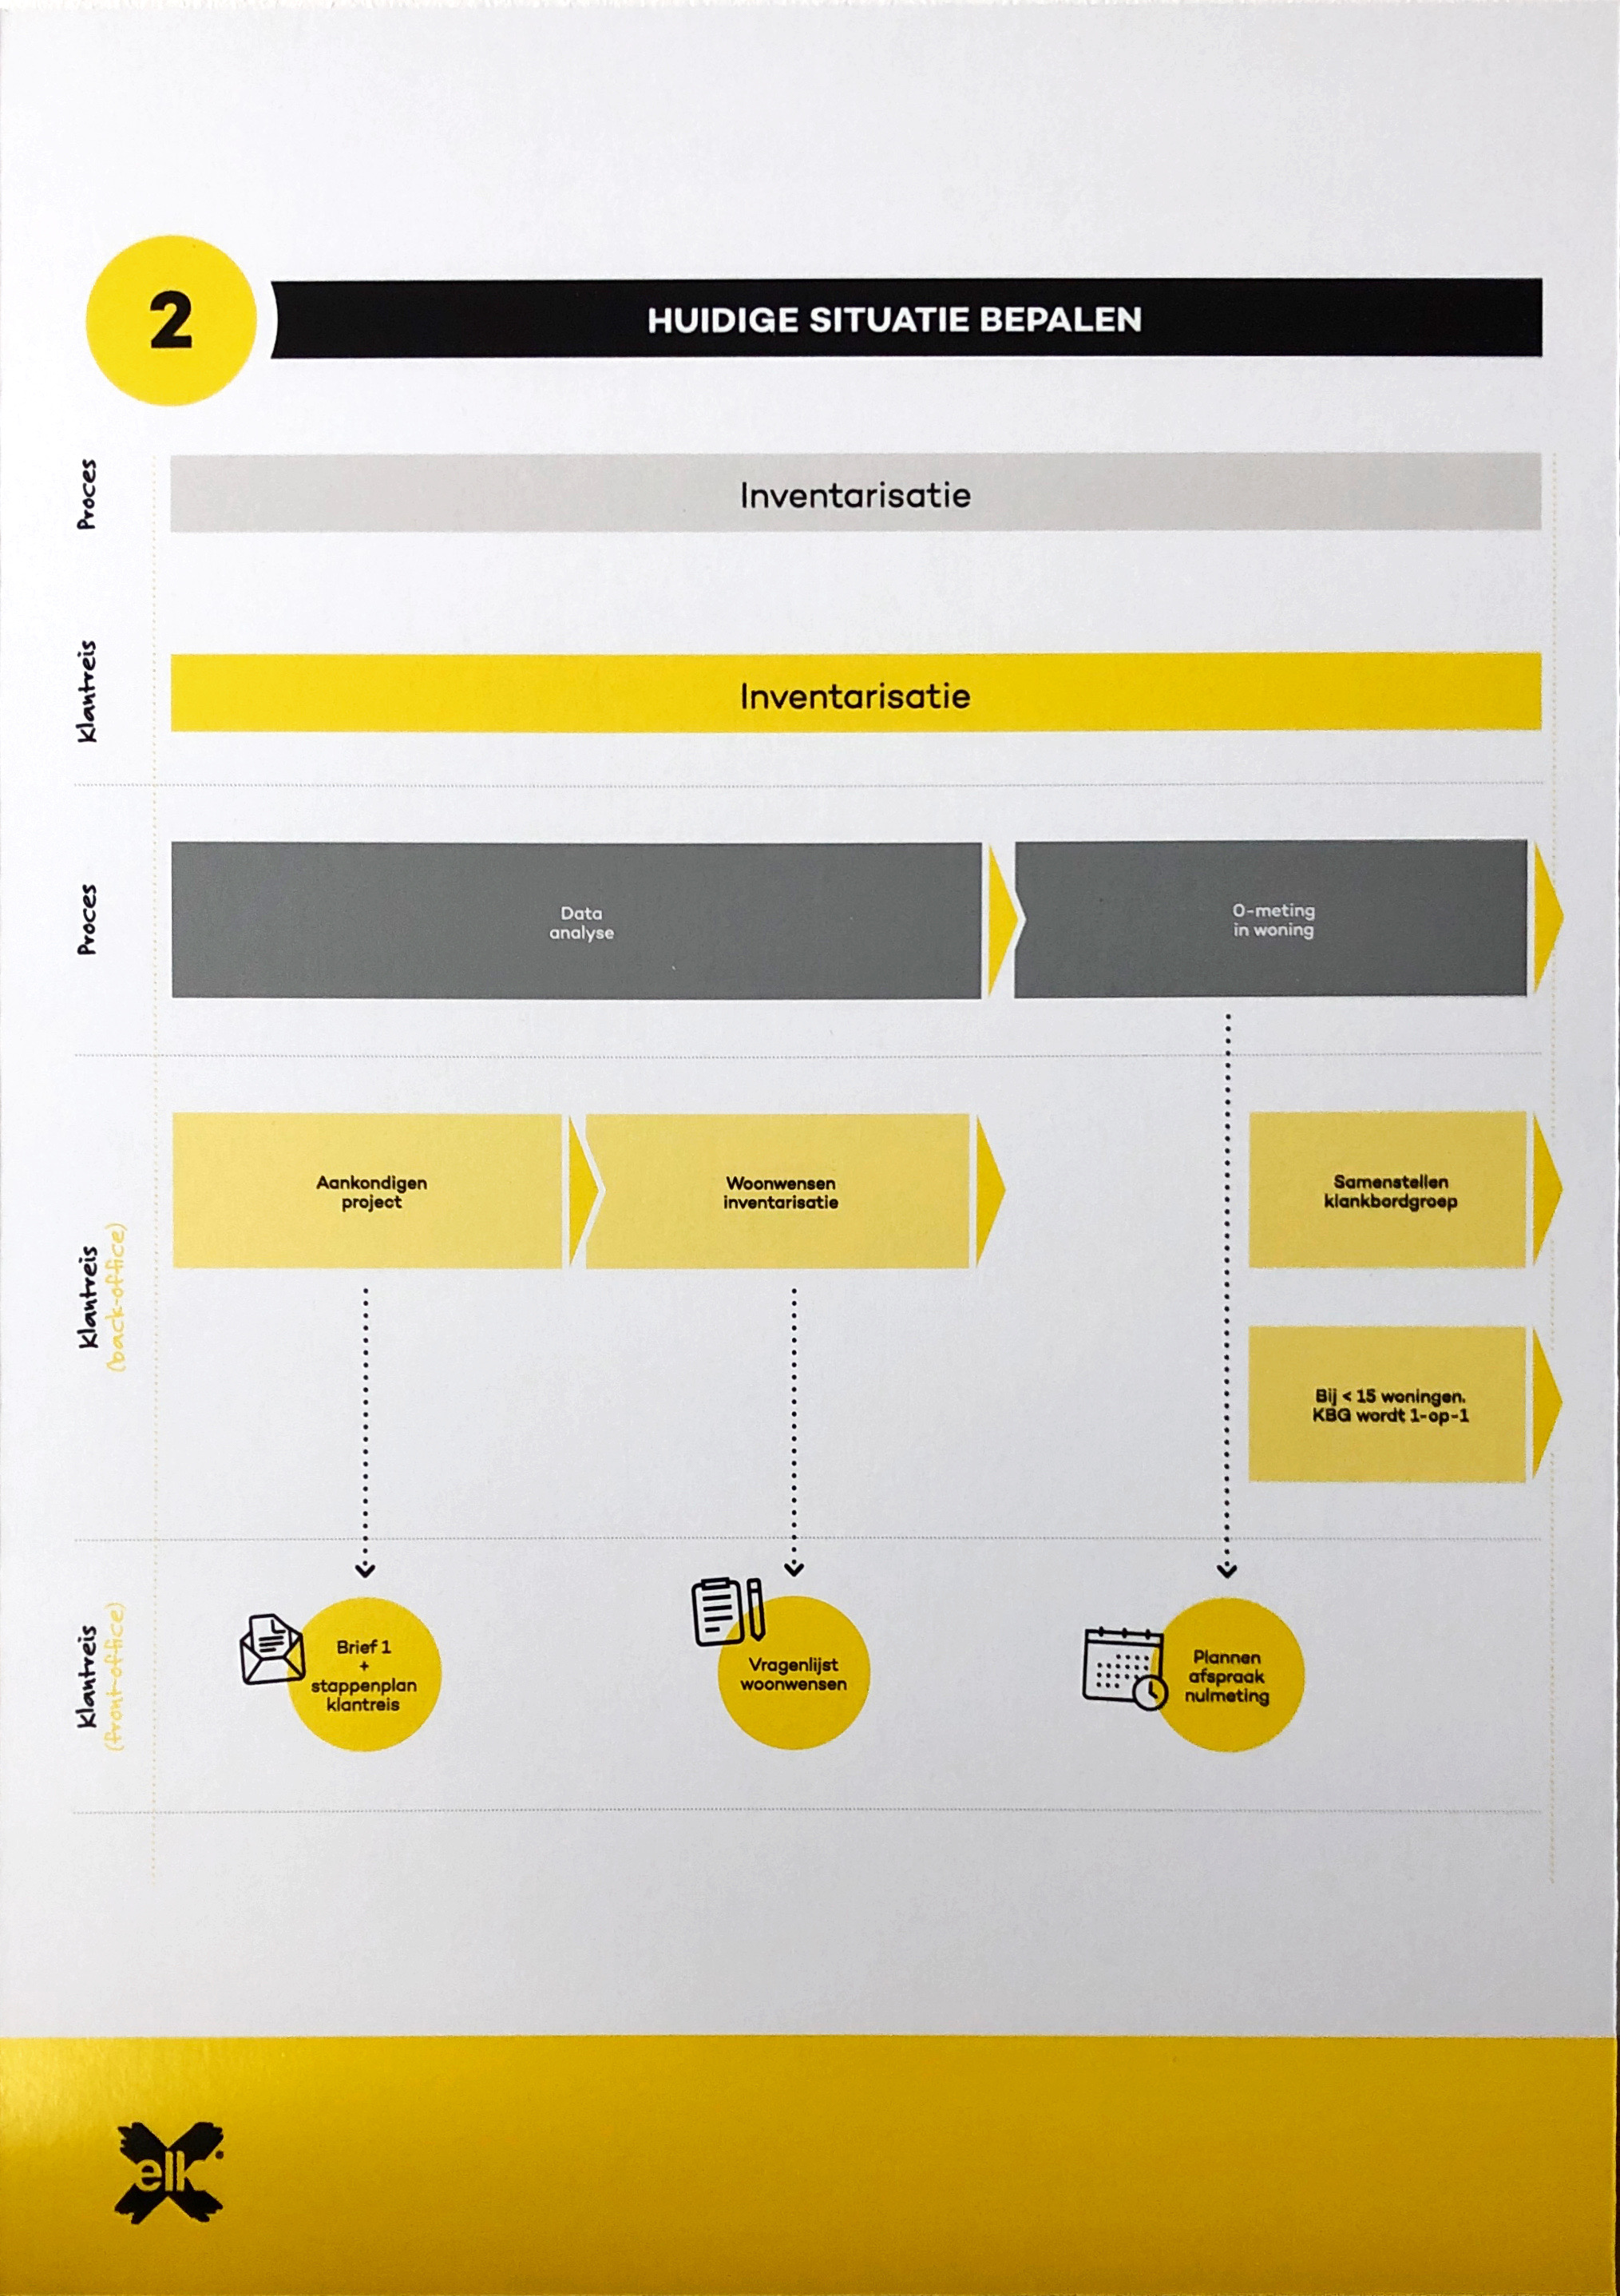 2
HUIDIGE SITUATIE BEPALEN
Proces
Inventarisatie
Klantreis
Inventarisatie
Proces
Data
analyse
0-meting
in woning
Klantreis
(back-office)
Aankondigen
project
Woonwensen
inventarisatie
Samenstellen
klankbordgroep
Bij < 15 woningen.
KBG wordt 1-op-1
Klantreis
(front-office)
Brief 1
+
stappenplan
klantreis
Vragenlijst
woonwensen
Plannen
afspraak
nulmeting
elk